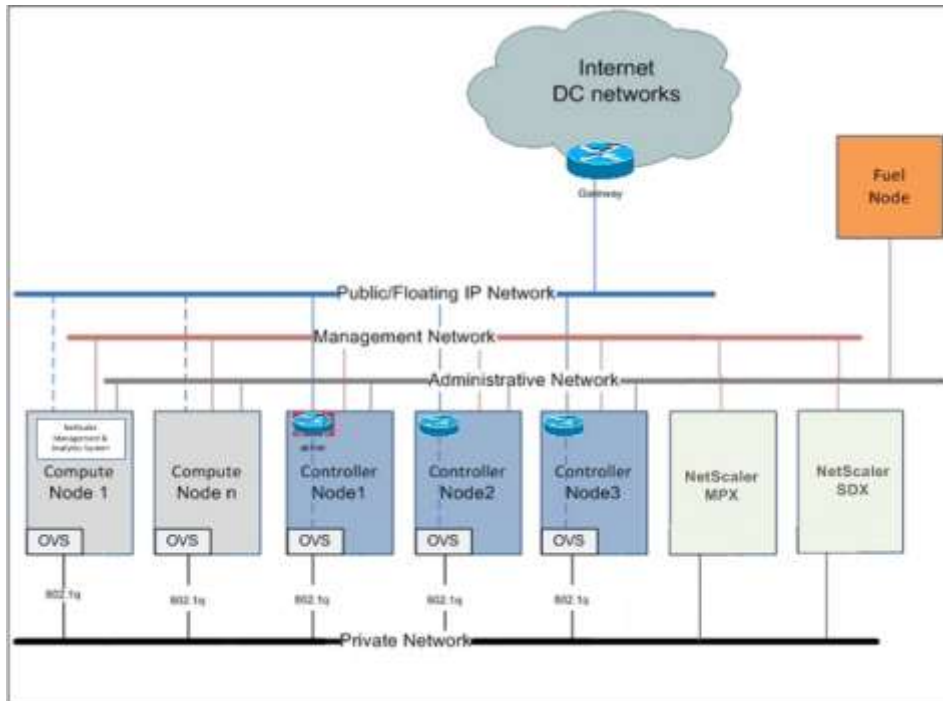 Internet
DC networks
Gateway
Fuel
Node
Public/Floating IP Network
Management Network
Administrative Network
NetScaler
Management &
Analytics System
Compute
Node 1
OVS
Compute
Node n
OVS
Controller
Node1
OVS
Controller
Node2
OVS
Controller
Node3
OVS
NetScaler
MPX
NetScaler
SDX
802.1q
802.1q
802.1q
802.1q
802.1q
Private Network